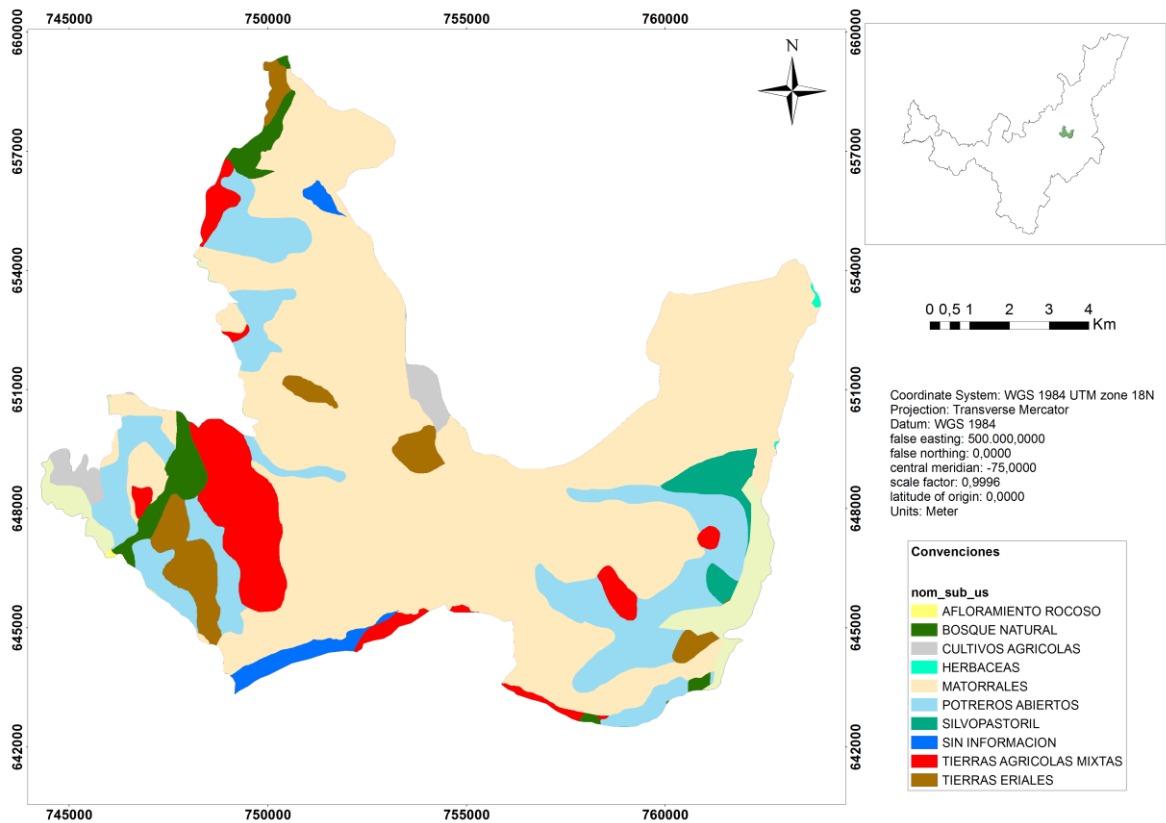 745000 750000 755000 760000
660000
657000
654000
651000
648000
645000
642000
660000
657000
654000
651000
648000
645000
642000
745000 750000 755000 760000
N
0 0,5 1 2 3 4
Km
Coordinate System: WGS 1984 UTM zone 18N
Projection: Transverse Mercator
Datum: WGS 1984
false easting: 500.000,0000
false northing: 0,0000
central meridian: -75,0000
scale factor: 0,9996
latitude of origin: 0,0000
Units: Meter
Convenciones
nom_sub_us
AFLORAMIENTO ROCOSO
BOSQUE NATURAL
CULTIVOS AGRICOLAS
HERBACEAS
MATORRALES
POTREROS ABIERTOS
SILVOPASTORIL
SIN INFORMACION
TIERRAS AGRICOLAS MIXTAS
TIERRAS ERIALES